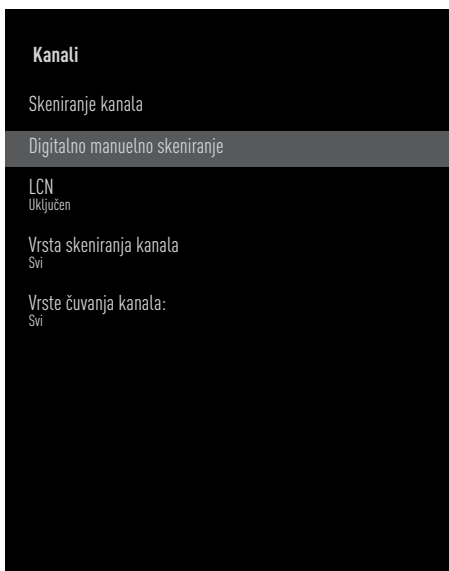 Kanali
Skeniranje kanala
Digitalno manuelno skeniranje
LCN
Uključen
Vrsta skeniranja kanala
Svi
Vrste čuvanja kanala:
Svi